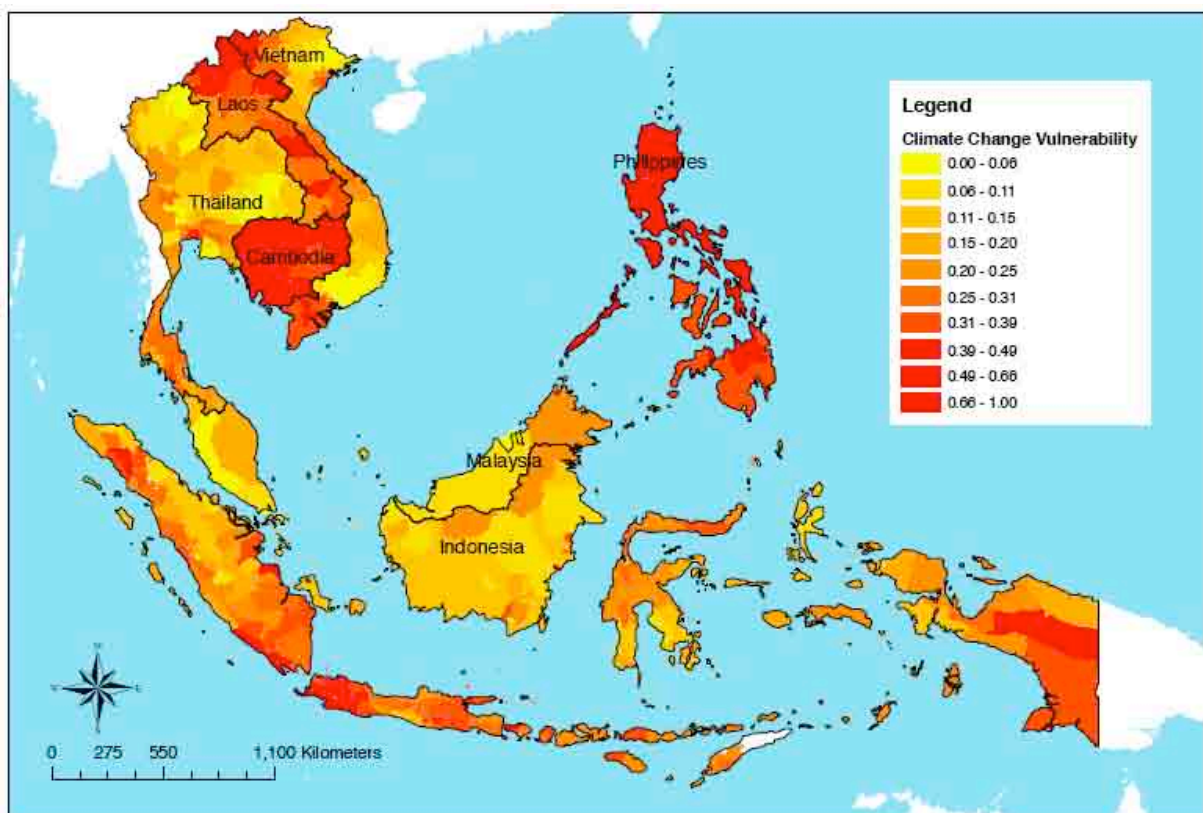 Vietnam
Laos
Thailand
Cambodia
Philippines
Malaysia
Indonesia
Legend
Climate Change Vulnerability
0.00 - 0.06
0.06 - 0.11
0.11 - 0.15
0.15 - 0.20
0.20 - 0.25
0.25 - 0.31
0.31 - 0.39
0.39 - 0.49
0.49 - 0.66
0.66 - 1.00
N
W
E
S
0 275 550 1,100 Kilometers